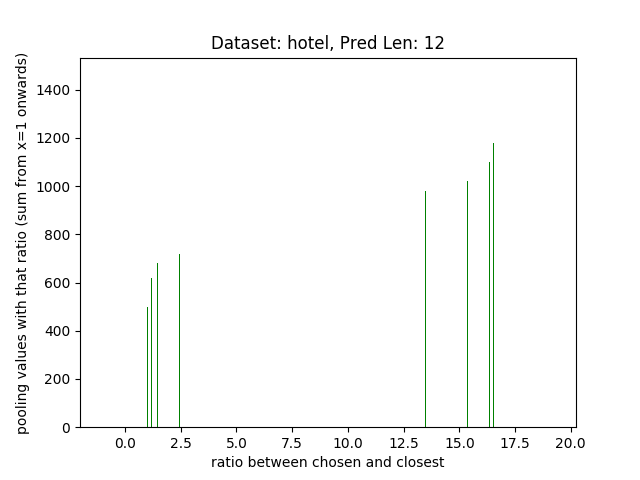 Dataset: hotel, Pred Len: 12
pooling values with that ratio (sum from x=1 onwards)
1400
1200
1000
800
600
400
200
0
0.0 2.5 5.0 7.5 10.0 12.5 15.0 17.5 20.0
ratio between chosen and closest